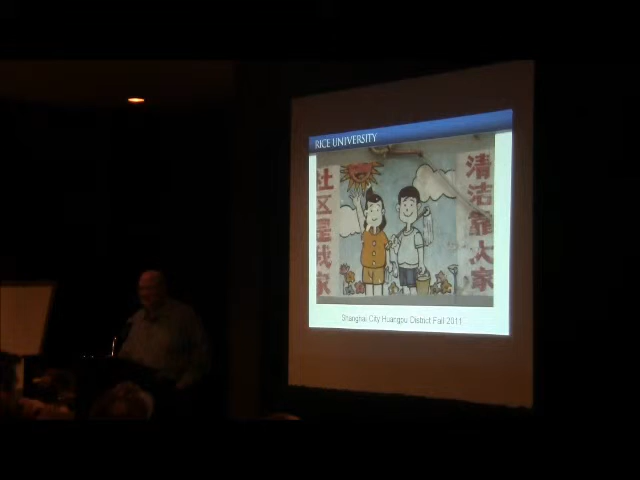 RICE UNIVERSITY
社区是我家
清洁靠大家
Shanghai City Huangpu District Fall 2011